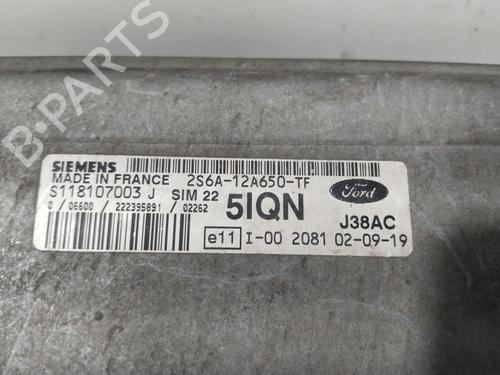 B-PARTS
SIEMENS
MADE IN FRANCE 2S6A-12A650-TF
S118107003 J SIM 22
0 / 06600 / 222395891 / 02262
5IQN
Ford
J38AC
e11 I-00 2081 02-09-19